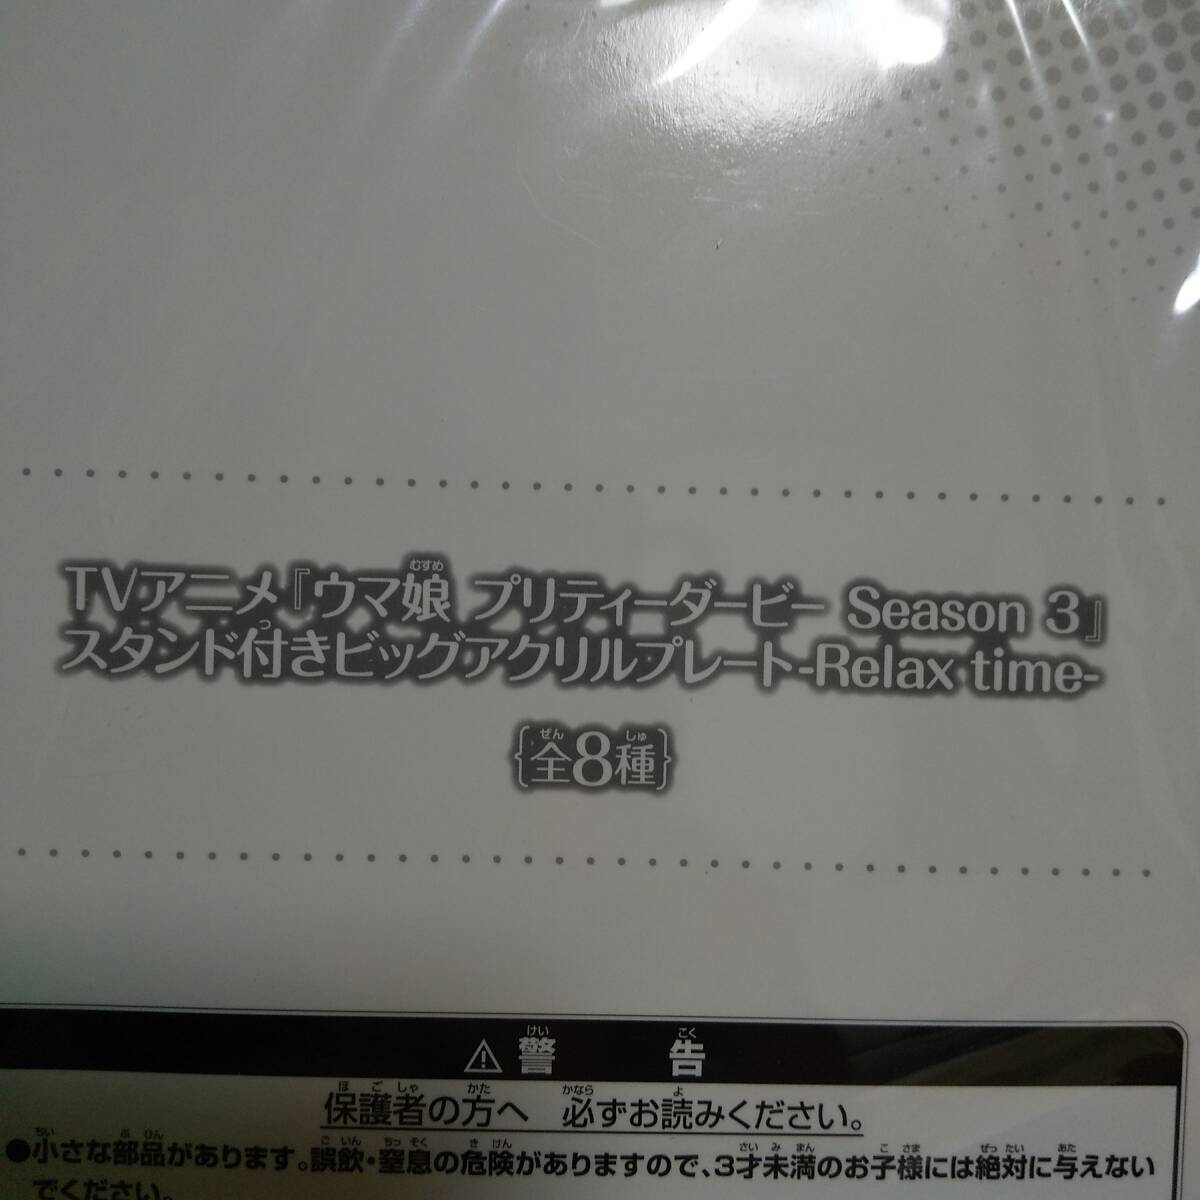 TVアニメ『ウマ娘 プリティーダービー Season 3』
スタンド付きビッグアクリルプレート-Relax time-
{全8種}
⚠警告
保護者の方へ 必ずお読みください。
●小さな部品があります。誤飲・窒息の危険がありますので、3才未満のお子様には絶対に与えない
でください。